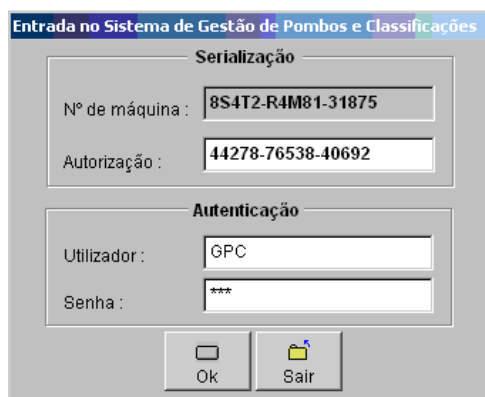 Entrada no Sistema de Gestão de Pombos e Classificações
Serialização
Nº de máquina : 8S4T2-R4M81-31875
Autorização : 44278-76538-40692
Autenticação
Utilizador : GPC
Senha : ***
Ok Sair